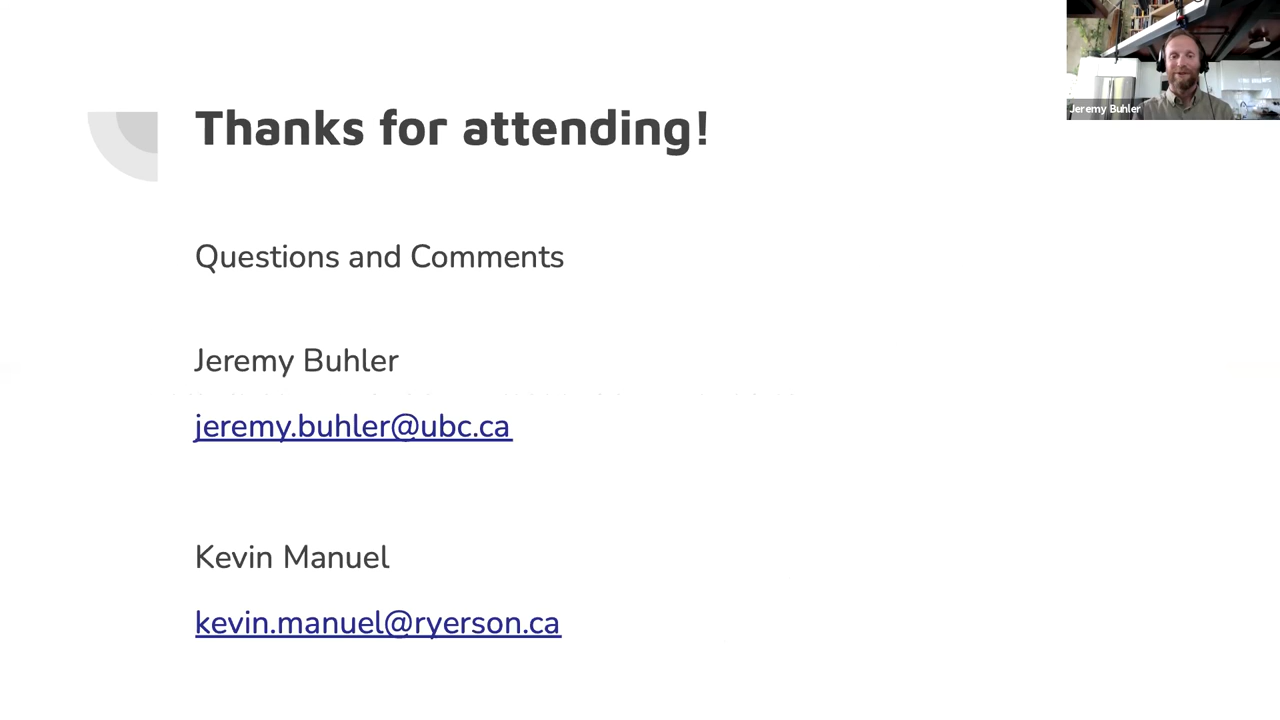 Thanks for attending!
Questions and Comments
Jeremy Buhler
jeremy.buhler@ubc.ca
Kevin Manuel
kevin.manuel@ryerson.ca
Jeremy Buhler